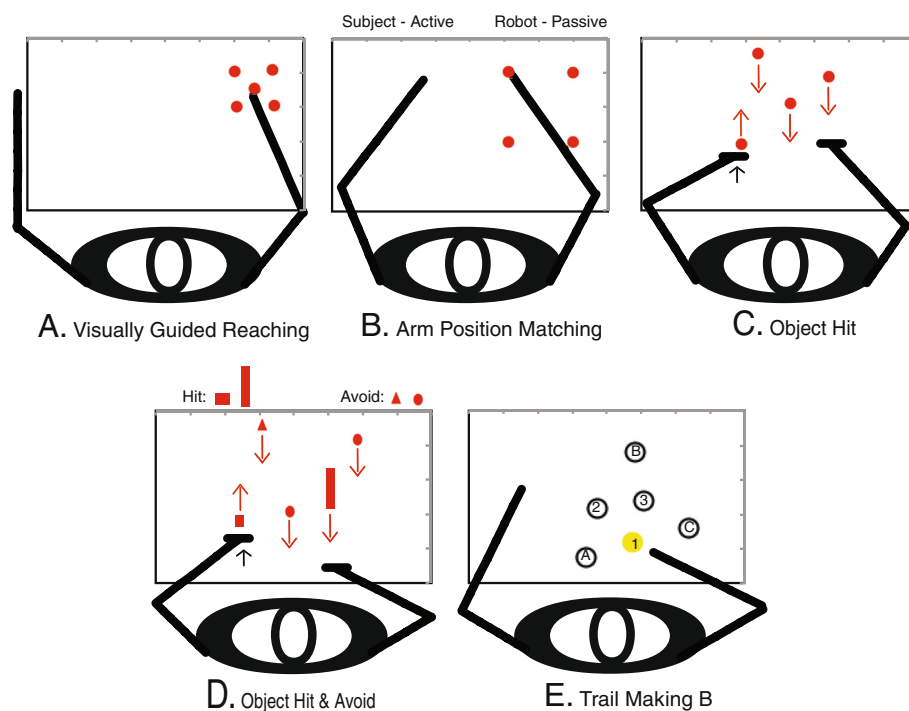 Subject - Active Robot - Passive
A. Visually Guided Reaching
B. Arm Position Matching
C. Object Hit
Hit: Avoid:
B
2 3
C
1
A
D. Object Hit & Avoid
E. Trail Making B